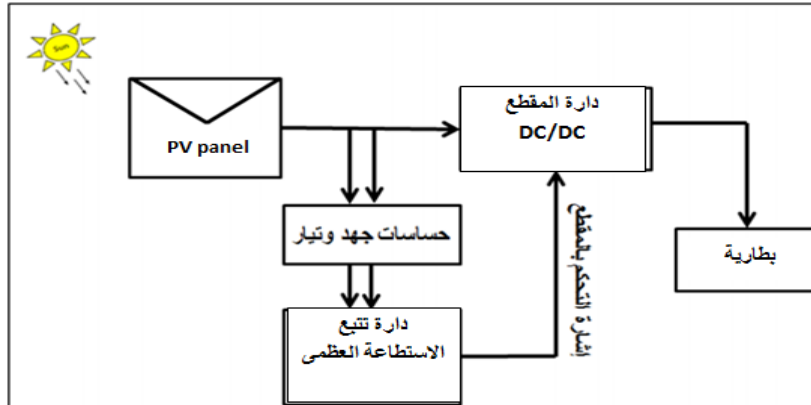 Sun
PV panel
دارة المقطع
DC/DC
حساسات جهد وتيار
إشارة التحكم بالمقطع
بطارية
دارة تتبع
الاستطاعة العظمى